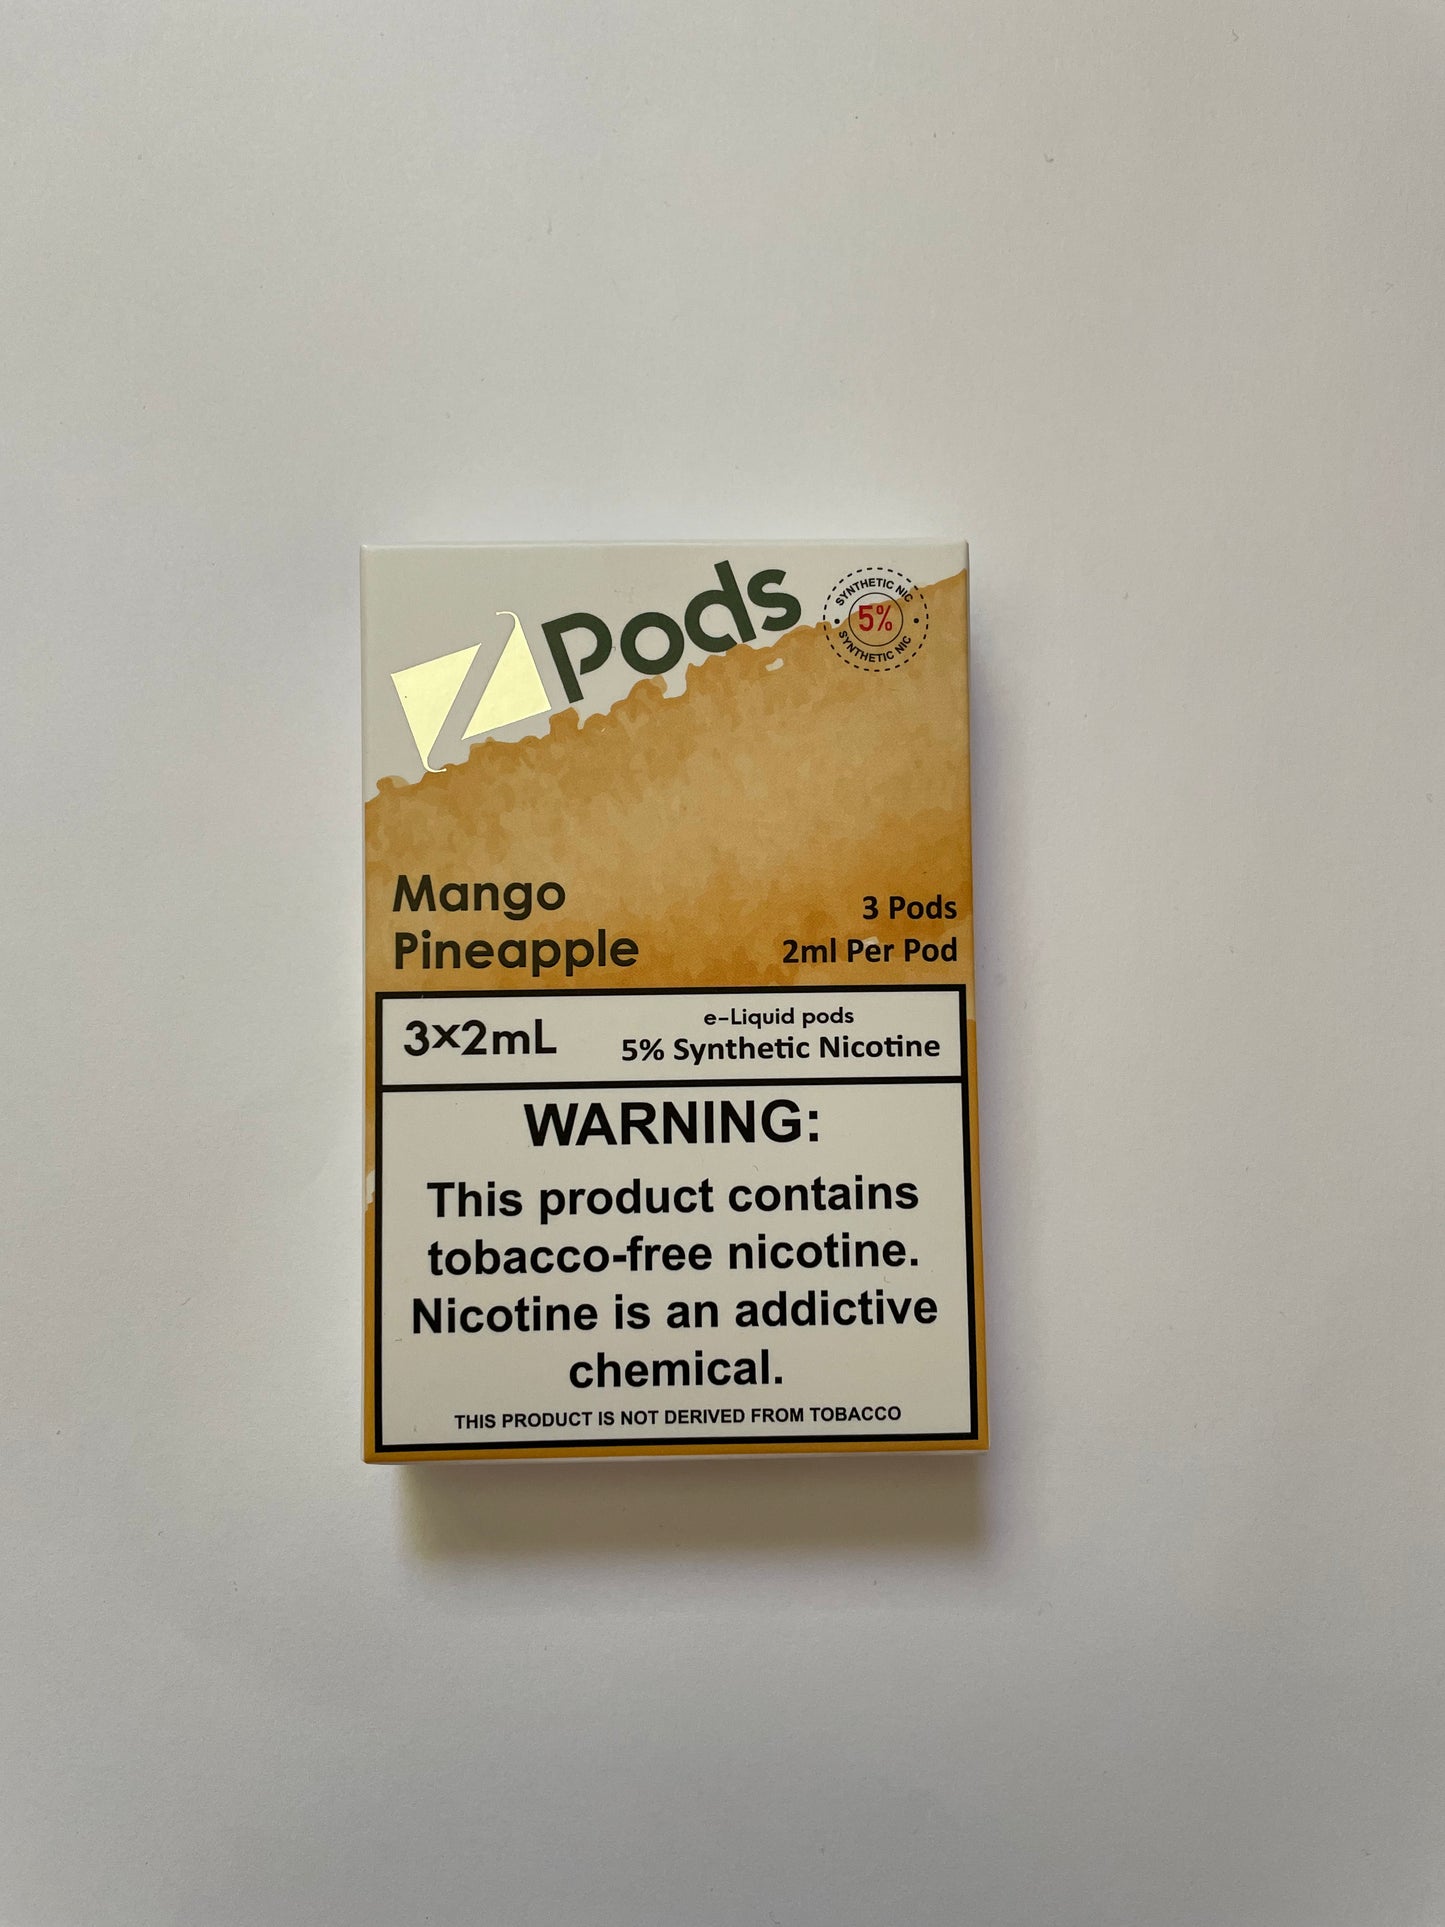 Z Pods
SYNTHETIC NIC
5%
SYNTHETIC NIC
Mango
Pineapple
3 Pods
2ml Per Pod
3×2mL
e-Liquid pods
5% Synthetic Nicotine
WARNING:
This product contains
tobacco-free nicotine.
Nicotine is an addictive
chemical.
THIS PRODUCT IS NOT DERIVED FROM TOBACCO